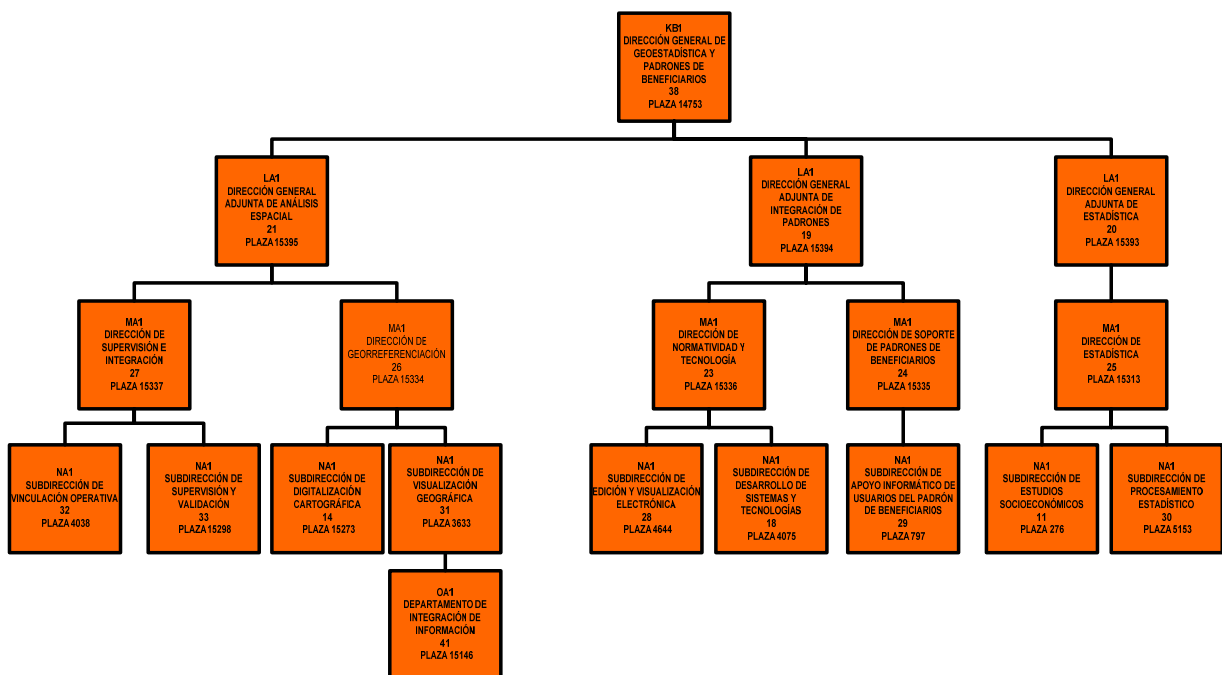 KB1
DIRECCIÓN GENERAL DE
GEOESTADÍSTICA Y
PADRONES DE
BENEFICIARIOS
38
PLAZA 14753
LA1
DIRECCIÓN GENERAL
ADJUNTA DE ANÁLISIS
ESPACIAL
21
PLAZA 15395
LA1
DIRECCIÓN GENERAL
ADJUNTA DE
INTEGRACIÓN DE
PADRONES
19
PLAZA 15394
LA1
DIRECCIÓN GENERAL
ADJUNTA DE
ESTADÍSTICA
20
PLAZA 15393
MA1
DIRECCIÓN DE
SUPERVISIÓN E
INTEGRACIÓN
27
PLAZA 15337
MA1
DIRECCIÓN DE
GEORREFERENCIACIÓN
26
PLAZA 15334
MA1
DIRECCIÓN DE
NORMATIVIDAD Y
TECNOLOGÍA
23
PLAZA 15336
MA1
DIRECCIÓN DE SOPORTE
DE PADRONES DE
BENEFICIARIOS
24
PLAZA 15335
MA1
DIRECCIÓN DE
ESTADÍSTICA
25
PLAZA 15313
NA1
SUBDIRECCIÓN DE
VINCULACIÓN OPERATIVA
32
PLAZA 4038
NA1
SUBDIRECCIÓN DE
SUPERVISIÓN Y
VALIDACIÓN
33
PLAZA 15298
NA1
SUBDIRECCIÓN DE
DIGITALIZACIÓN
CARTOGRÁFICA
14
PLAZA 15273
NA1
SUBDIRECCIÓN DE
VISUALIZACIÓN
GEOGRÁFICA
31
PLAZA 3633
NA1
SUBDIRECCIÓN DE
EDICIÓN Y VISUALIZACIÓN
ELECTRÓNICA
28
PLAZA 4644
NA1
SUBDIRECCIÓN DE
DESARROLLO DE
SISTEMAS Y
TECNOLOGÍAS
18
PLAZA 4075
NA1
SUBDIRECCIÓN DE
APOYO INFORMÁTICO DE
USUARIOS DEL PADRÓN
DE BENEFICIARIOS
29
PLAZA 797
NA1
SUBDIRECCIÓN DE
ESTUDIOS
SOCIOECONÓMICOS
11
PLAZA 276
NA1
SUBDIRECCIÓN DE
PROCESAMIENTO
ESTADÍSTICO
30
PLAZA 5153
OA1
DEPARTAMENTO DE
INTEGRACIÓN DE
INFORMACIÓN
41
PLAZA 15146